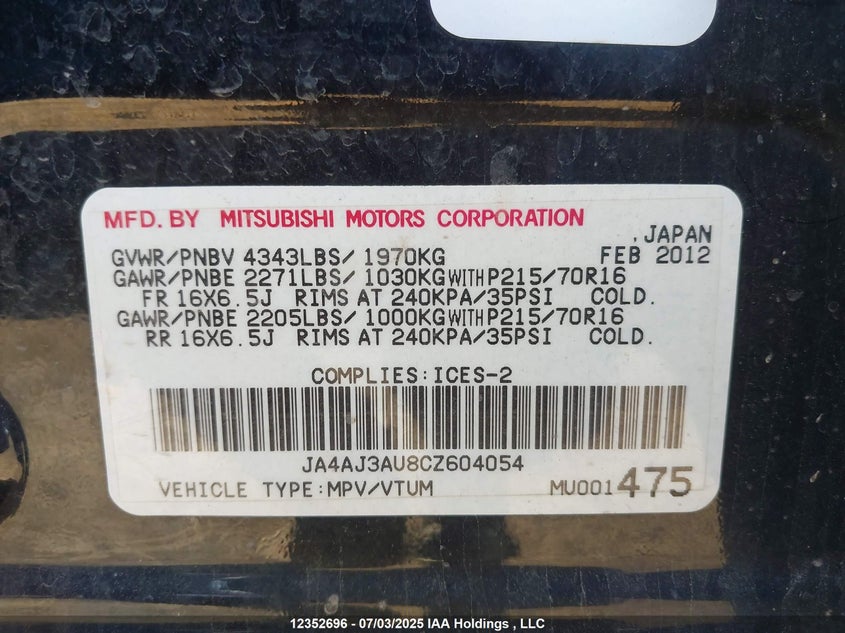 MFD. BY MITSUBISHI MOTORS CORPORATION
,JAPAN
GVWR/PNBV 4343LBS/ 1970KG FEB 2012
GAWR/PNBE 2271LBS/ 1030KG WITH P215/70R16
FR 16X6.5J RIMS AT 240KPA/35PSI COLD.
GAWR/PNBE 2205LBS/ 1000KG WITH P215/70R16
RR 16X6.5J RIMS AT 240KPA/35PSI COLD.
COMPLIES:ICES-2
JA4AJ3AU8CZ604054
VEHICLE TYPE:MPV/VTUM MU001 475
12352696 - 07/03/2025 IAA Holdings , LLC